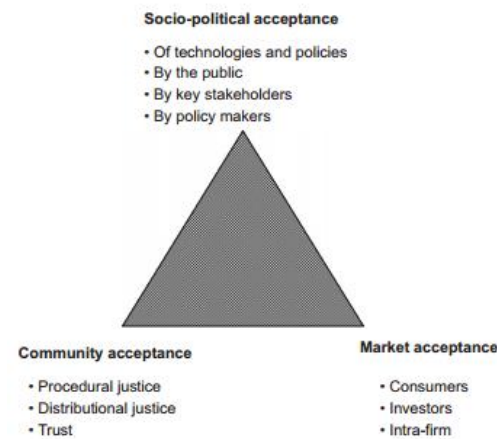 Socio-political acceptance
• Of technologies and policies
• By the public
• By key stakeholders
• By policy makers
Community acceptance
• Procedural justice
• Distributional justice
• Trust
Market acceptance
• Consumers
• Investors
• Intra-firm